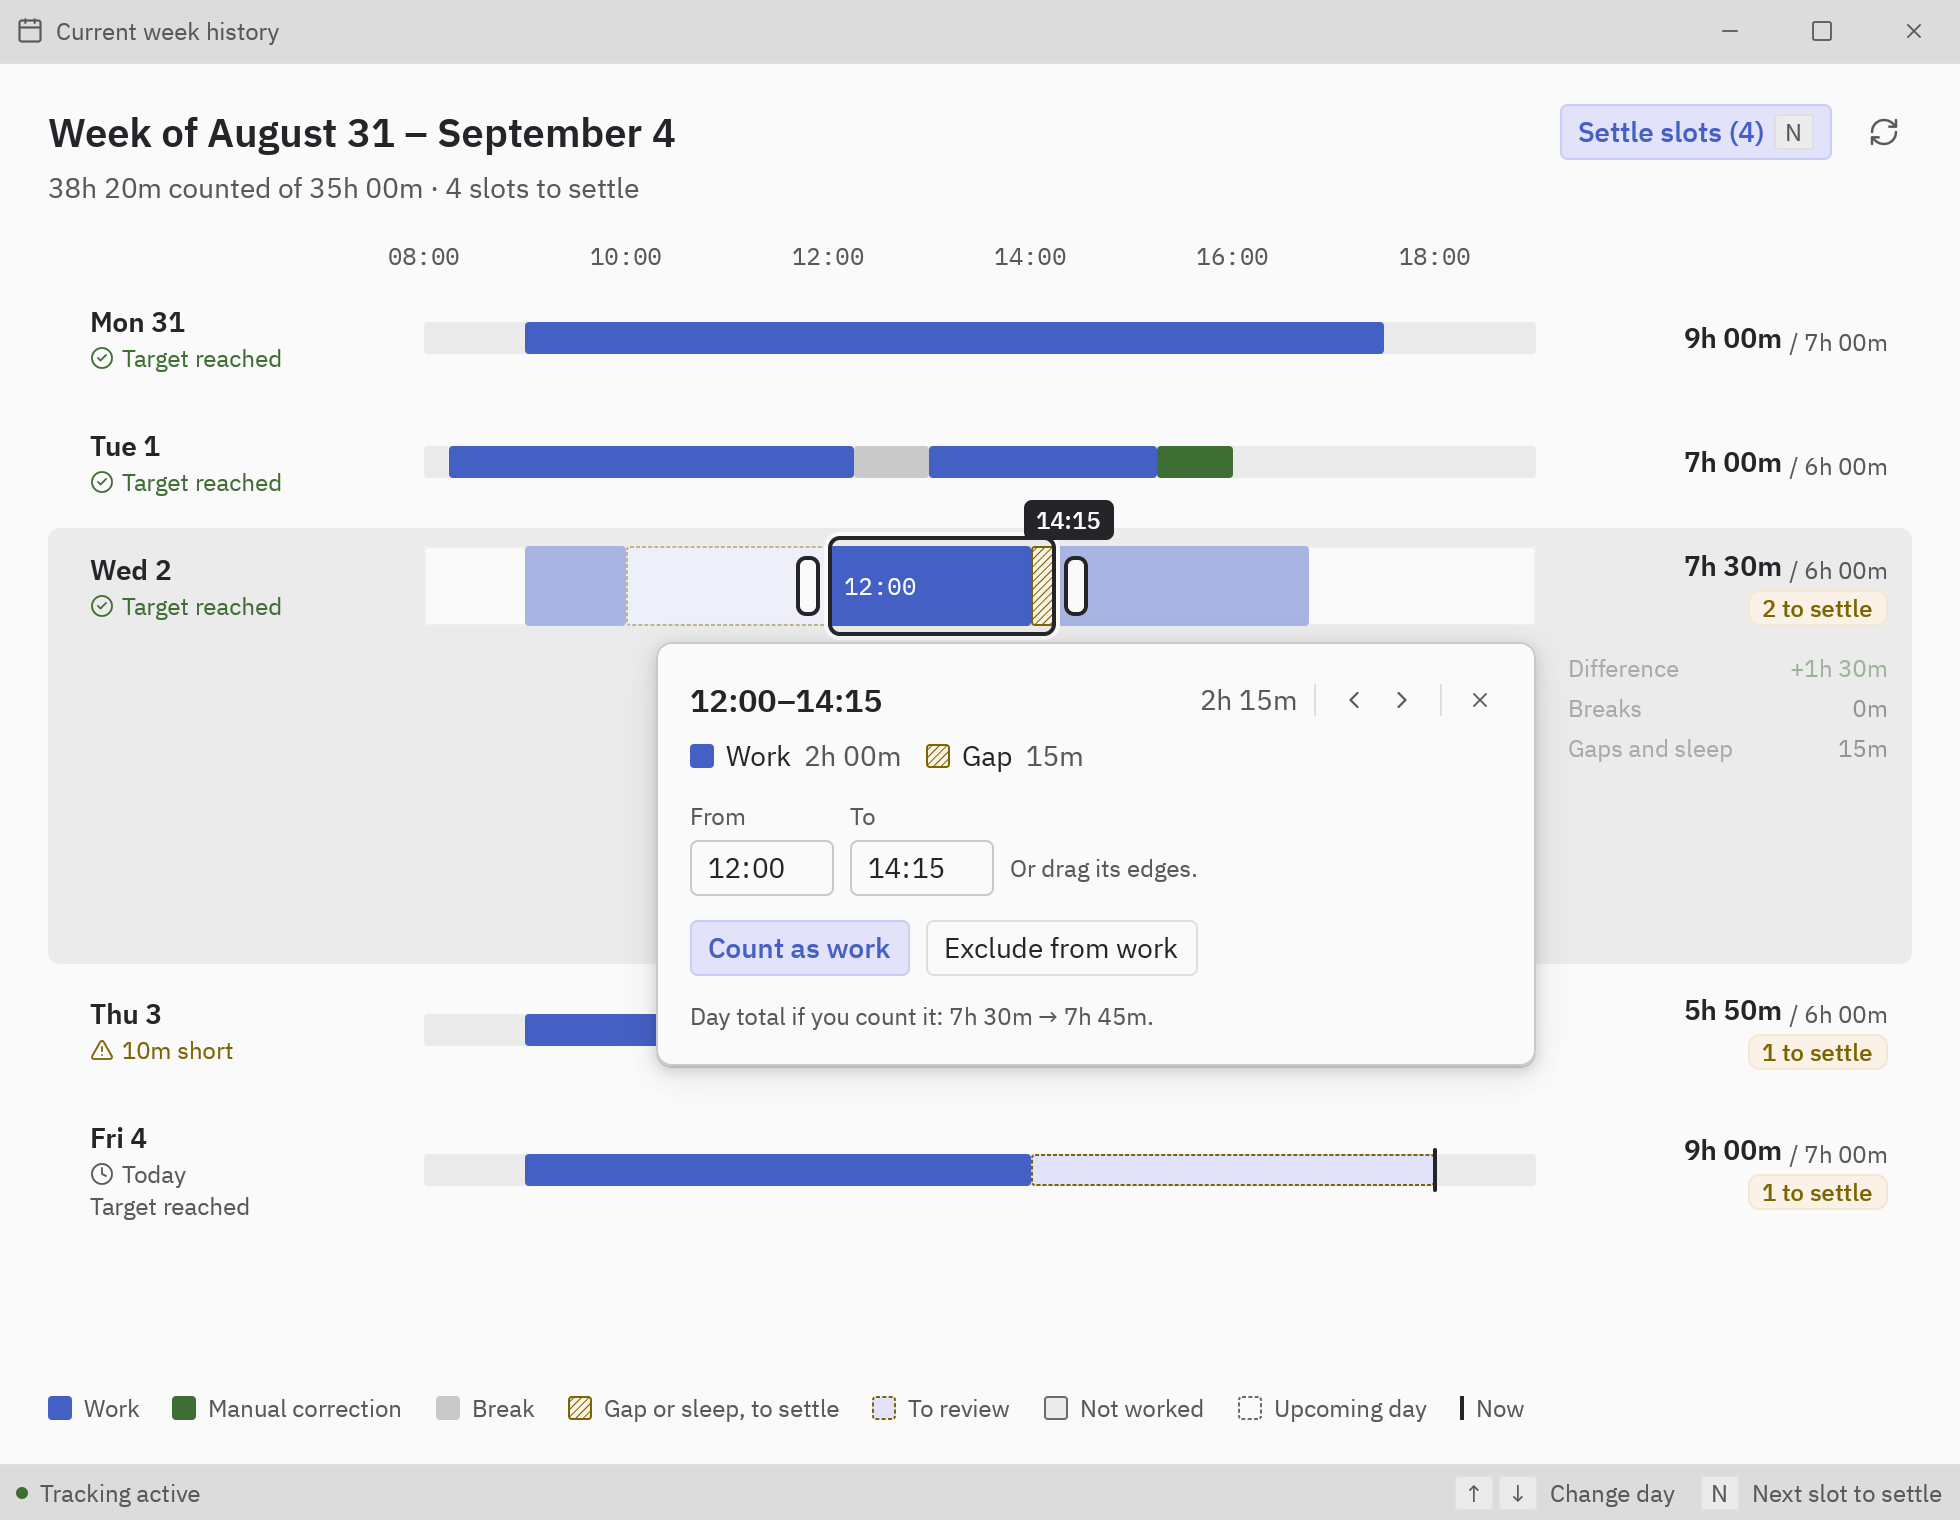 Current week history
Week of August 31 – September 4
Settle slots (4) N
38h 20m counted of 35h 00m · 4 slots to settle
08:00 10:00 12:00 14:00 16:00 18:00
Mon 31
Target reached
9h 00m / 7h 00m
Tue 1
Target reached
7h 00m / 6h 00m
14:15
Wed 2
Target reached
12:00
7h 30m / 6h 00m
2 to settle
Difference +1h 30m
Breaks 0m
Gaps and sleep 15m
12:00–14:15
2h 15m
Work 2h 00m Gap 15m
From To
12:00 14:15 Or drag its edges.
Count as work Exclude from work
Day total if you count it: 7h 30m → 7h 45m.
Thu 3
10m short
5h 50m / 6h 00m
1 to settle
Fri 4
Today
Target reached
9h 00m / 7h 00m
1 to settle
Work Manual correction Break Gap or sleep, to settle To review Not worked Upcoming day Now
Tracking active
↑ ↓ Change day N Next slot to settle